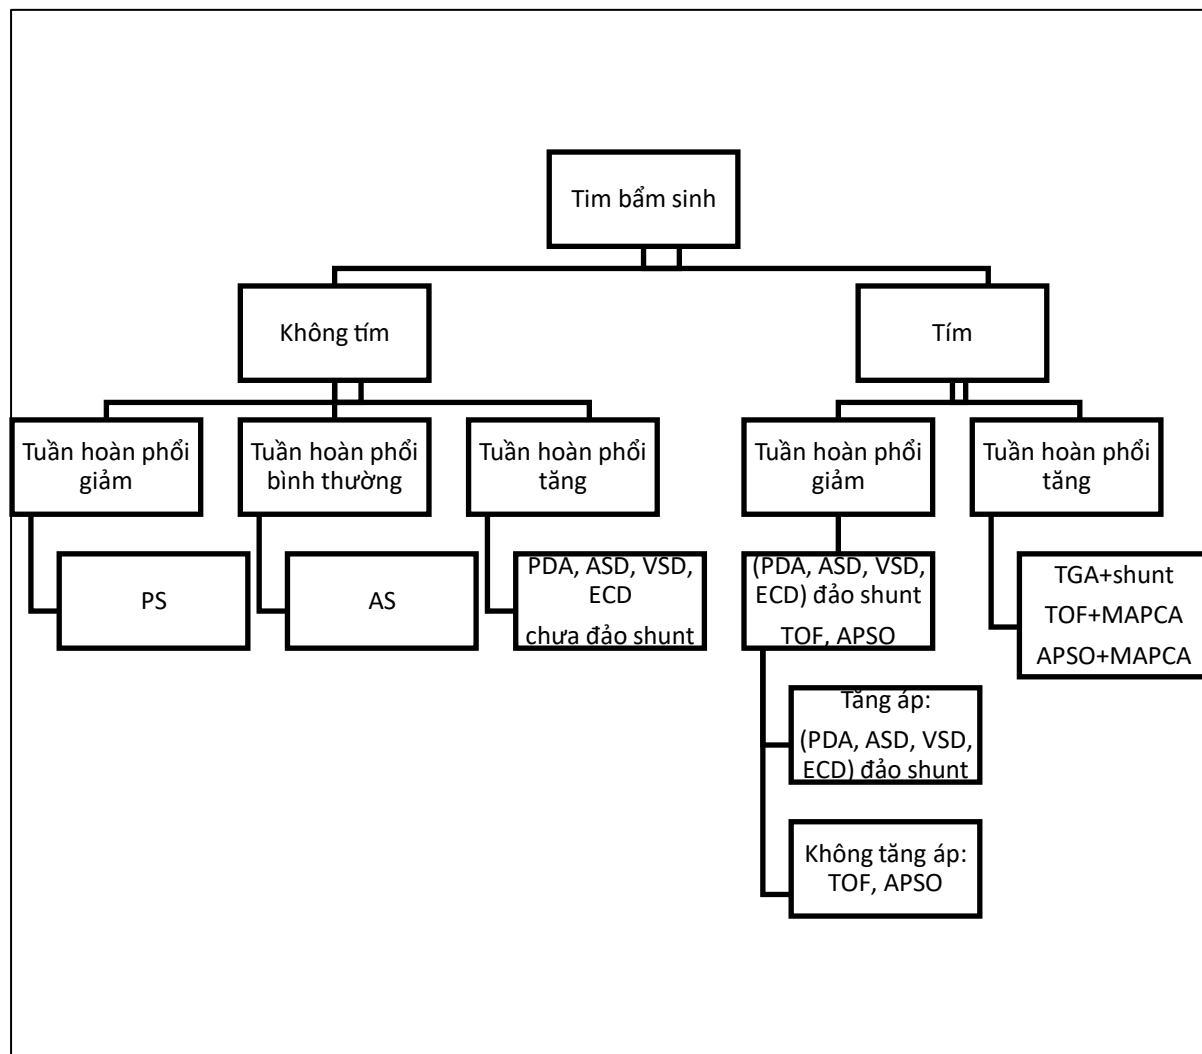 Tim bẩm sinh
Không tím
Tím
Tuần hoàn phổi
giảm
Tuần hoàn phổi
bình thường
Tuần hoàn phổi
tăng
Tuần hoàn phổi
giảm
Tuần hoàn phổi
tăng
PS
AS
PDA, ASD, VSD,
ECD
chưa đảo shunt
(PDA, ASD, VSD,
ECD) đảo shunt
TOF, APSO
TGA+shunt
TOF+MAPCA
APSO+MAPCA
Tăng áp:
(PDA, ASD, VSD,
ECD) đảo shunt
Không tăng áp:
TOF, APSO